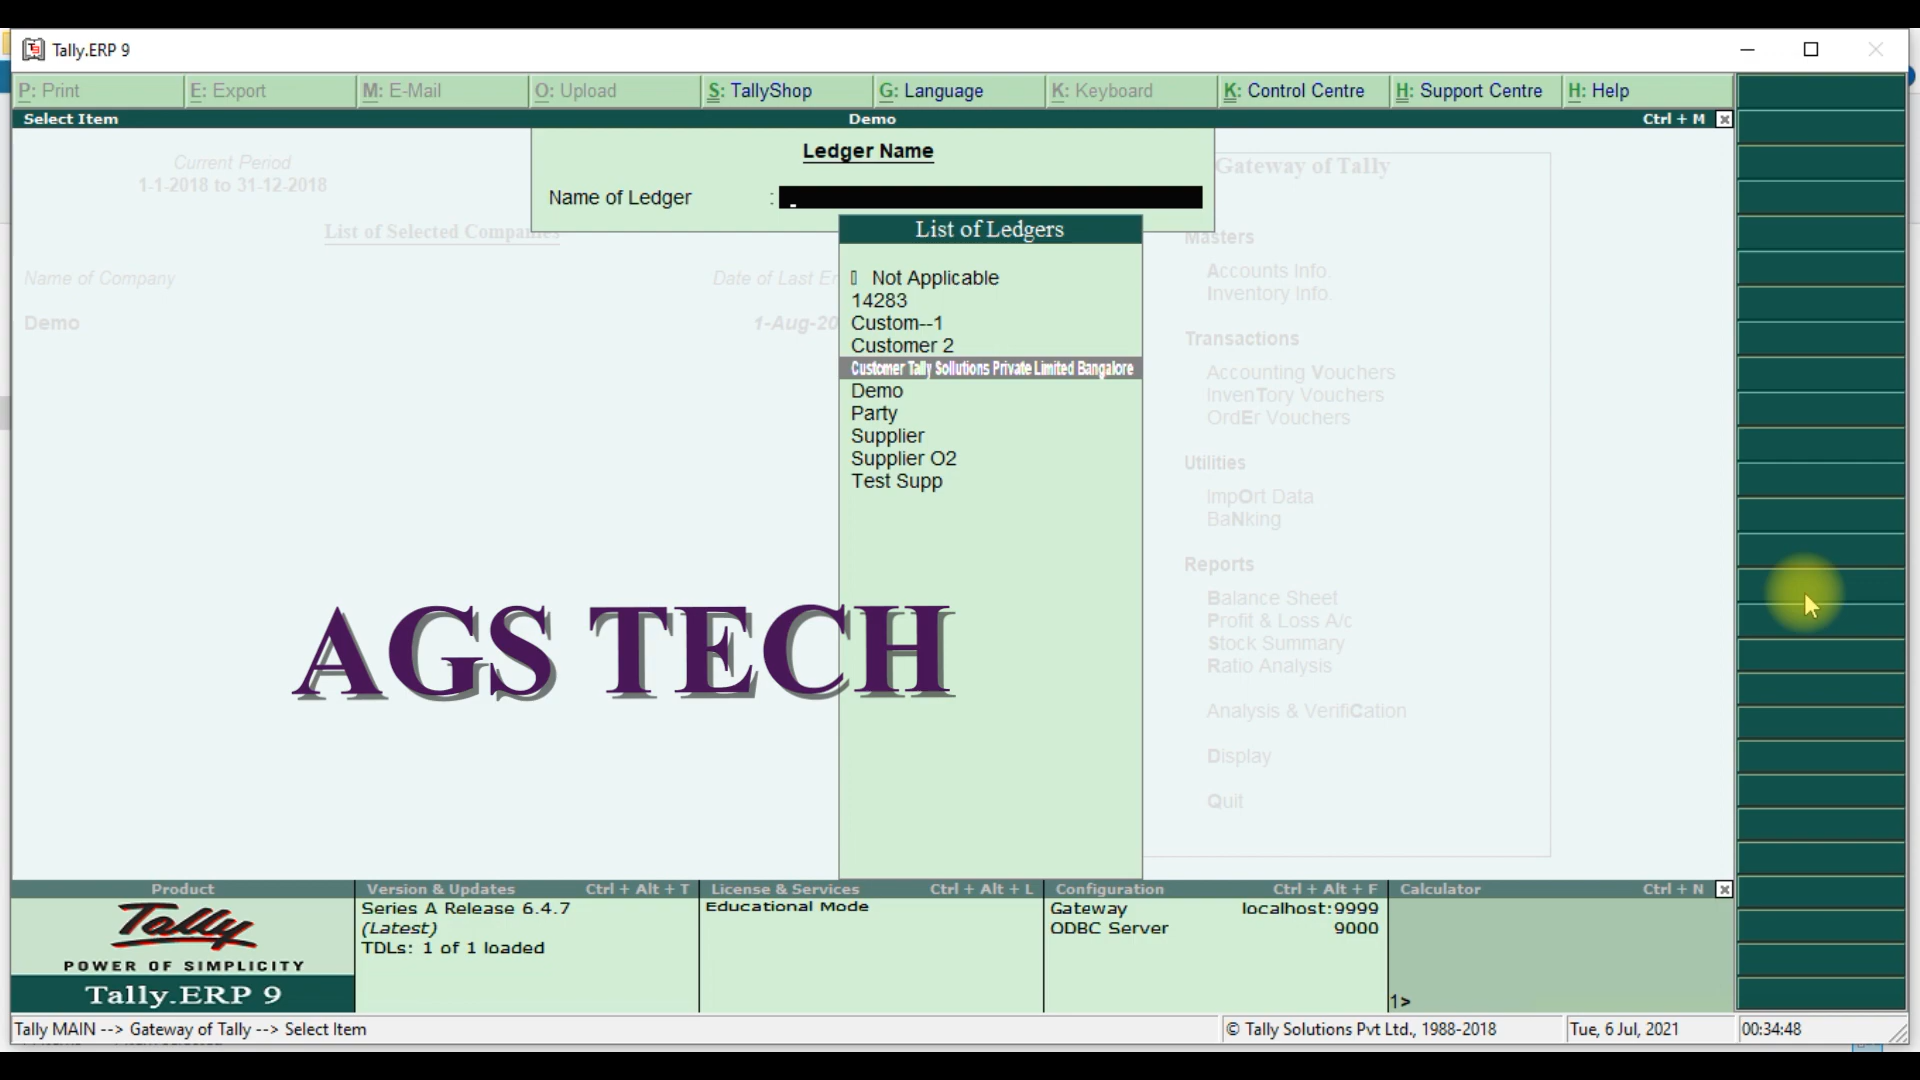 Tally.ERP 9
P: Print
E: Export
M: E-Mail
O: Upload
S: TallyShop
G: Language
K: Keyboard
K: Control Centre
H: Support Centre
H: Help
Select Item
Demo
Ctrl + M
Current Period
1-1-2018 to 31-12-2018
List of Selected Companies
Name of Company
Date of Last En
Demo
1-Aug-20
Ledger Name
Name of Ledger :
List of Ledgers
Not Applicable
14283
Custom--1
Customer 2
Customer Tally Sollutions Private Limited Bangalore
Demo
Party
Supplier
Supplier O2
Test Supp
Gateway of Tally
Masters
Accounts Info.
Inventory Info.
Transactions
Accounting Vouchers
InvenTory Vouchers
OrdEr Vouchers
Utilities
ImpOrt Data
BaNking
Reports
Balance Sheet
Profit & Loss A/c
Stock Summary
Ratio Analysis
Analysis & VerifiCation
Display
Quit
AGS TECH
Product
Tally
POWER OF SIMPLICITY
Tally.ERP 9
Version & Updates Ctrl + Alt + T
Series A Release 6.4.7
(Latest)
TDLs: 1 of 1 loaded
License & Services Ctrl + Alt + L
Educational Mode
Configuration Ctrl + Alt + F
Gateway localhost:9999
ODBC Server 9000
Calculator Ctrl + N
1>
Tally MAIN --> Gateway of Tally --> Select Item
© Tally Solutions Pvt Ltd., 1988-2018
Tue, 6 Jul, 2021
00:34:48